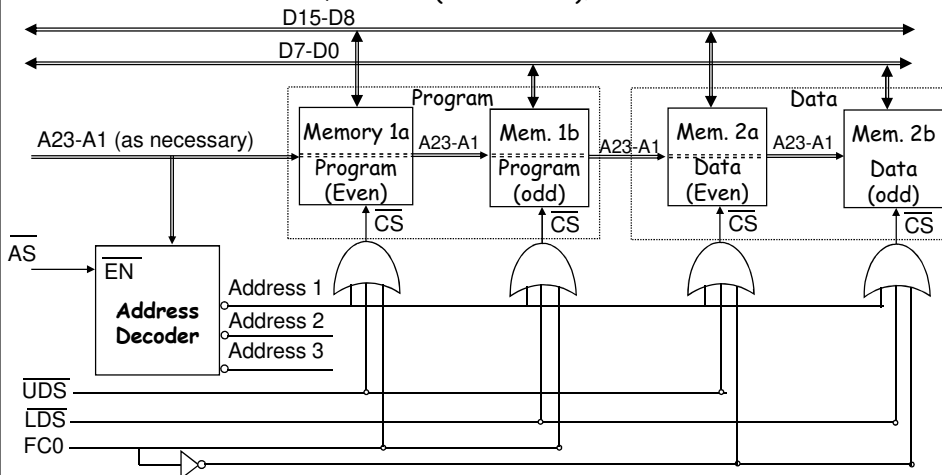 D15-D8
D7-D0
Program
Data
A23-A1 (as necessary)
Memory 1a
Program
(Even)
A23-A1
Mem. 1b
Program
(odd)
A23-A1
Mem. 2a
Data
(Even)
A23-A1
Mem. 2b
Data
(odd)
CS
CS
CS
CS
AS
EN
Address
Decoder
Address 1
Address 2
Address 3
UDS
LDS
FC0